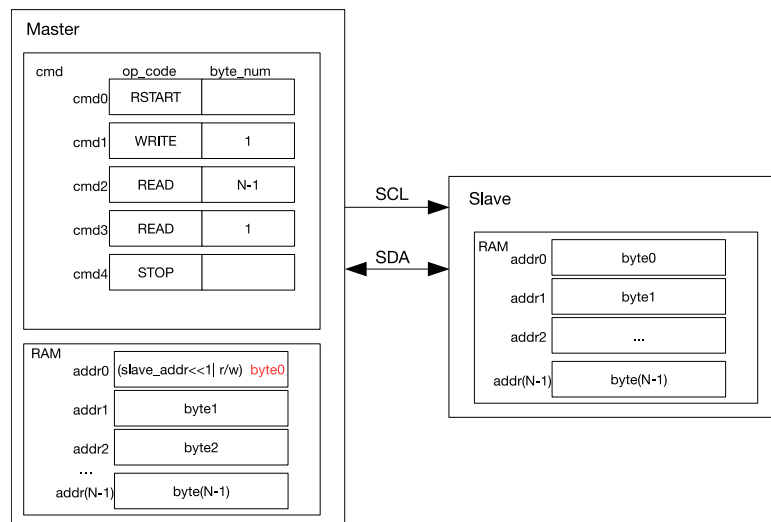 Master
cmd op_code byte_num
cmd0 RSTART
cmd1 WRITE 1
cmd2 READ N-1
cmd3 READ 1
cmd4 STOP
RAM
addr0 (slave_addr<<1| r/w) byte0
addr1 byte1
addr2 byte2
...
addr(N-1) byte(N-1)
SCL
SDA
Slave
RAM
addr0 byte0
addr1 byte1
addr2 ...
addr(N-1) byte(N-1)